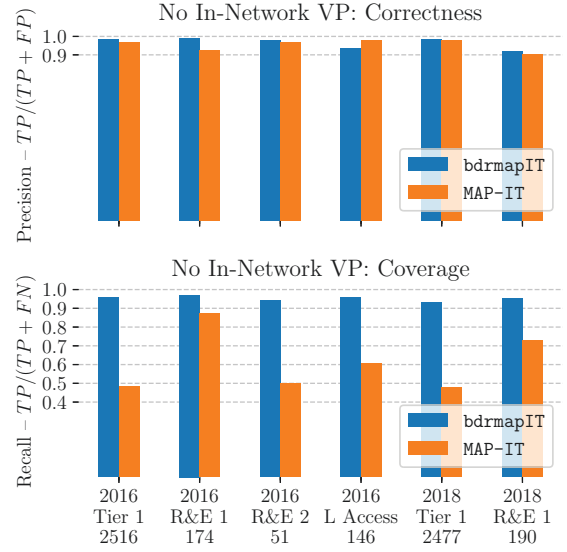 No In-Network VP: Correctness
Precision – TP/(TP + FP)
1.0
0.9
bdrmapIT
MAP-IT
No In-Network VP: Coverage
Recall – TP/(TP + FN)
1.0
0.9
0.8
0.7
0.6
0.5
0.4
bdrmapIT
MAP-IT
2016 2016 2016 2016 2018 2018
Tier 1 R&E 1 R&E 2 L Access Tier 1 R&E 1
2516 174 51 146 2477 190